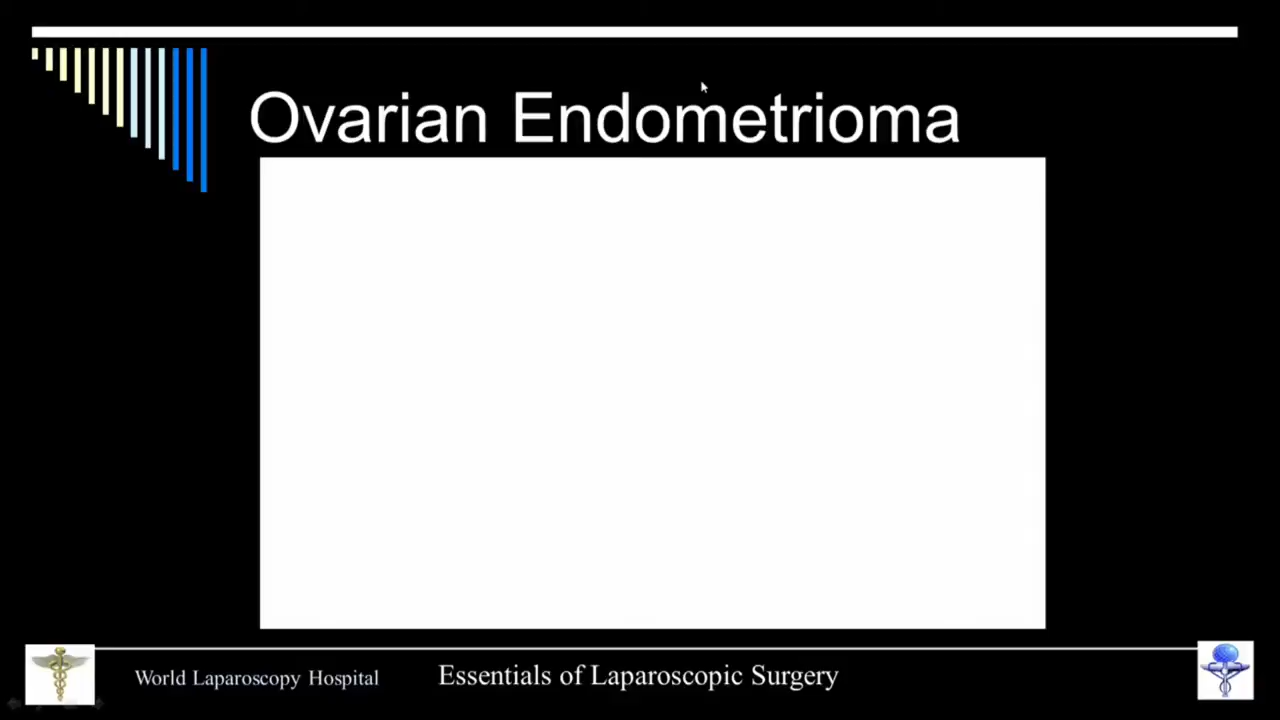 Ovarian Endometrioma
World Laparoscopy Hospital
Essentials of Laparoscopic Surgery